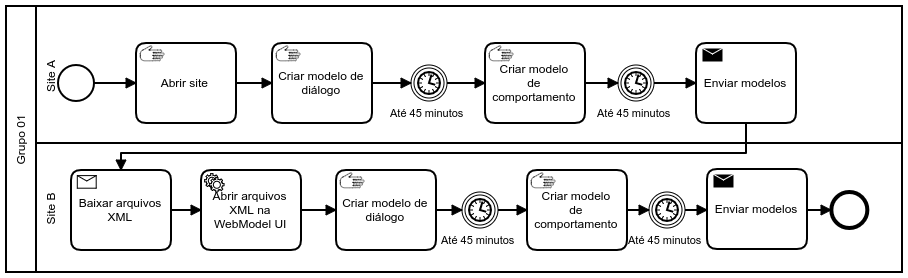 Grupo 01
Site A
Abrir site
Criar modelo de
diálogo
Até 45 minutos
Criar modelo
de
comportamento
Até 45 minutos
Enviar modelos
Site B
Baixar arquivos
XML
Abrir arquivos
XML na
WebModel UI
Criar modelo de
diálogo
Até 45 minutos
Criar modelo
de
comportamento
Até 45 minutos
Enviar modelos